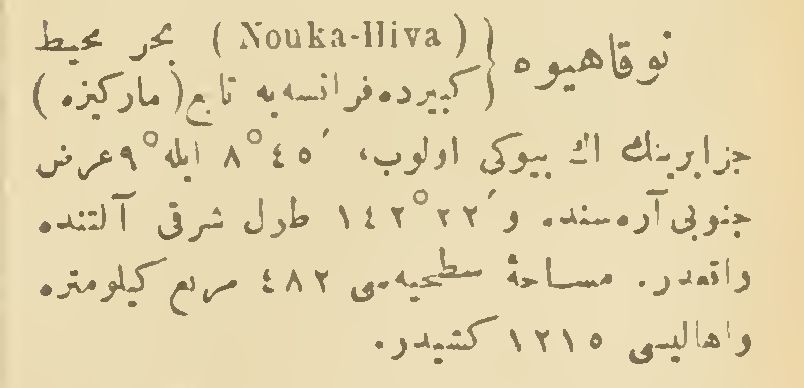 نوقاهیوه { ( Nouka-Hiva ) بحر محیط
کبیرده فرانسه‌یه تابع ( مارکیزه )
جزایرینك اڭ بیوکی اولوب، ٤٥´ °٨ ایله °٩ عرض
جنوبی آره‌سنده و ٢٢´ °١٤٢ طول شرقی آلتنده
واقعدر. مساحهٔ سطحیه‌سی ٤٨٢ مربع کیلومتره
واهالیسی ١٢١٥ کشیدر.